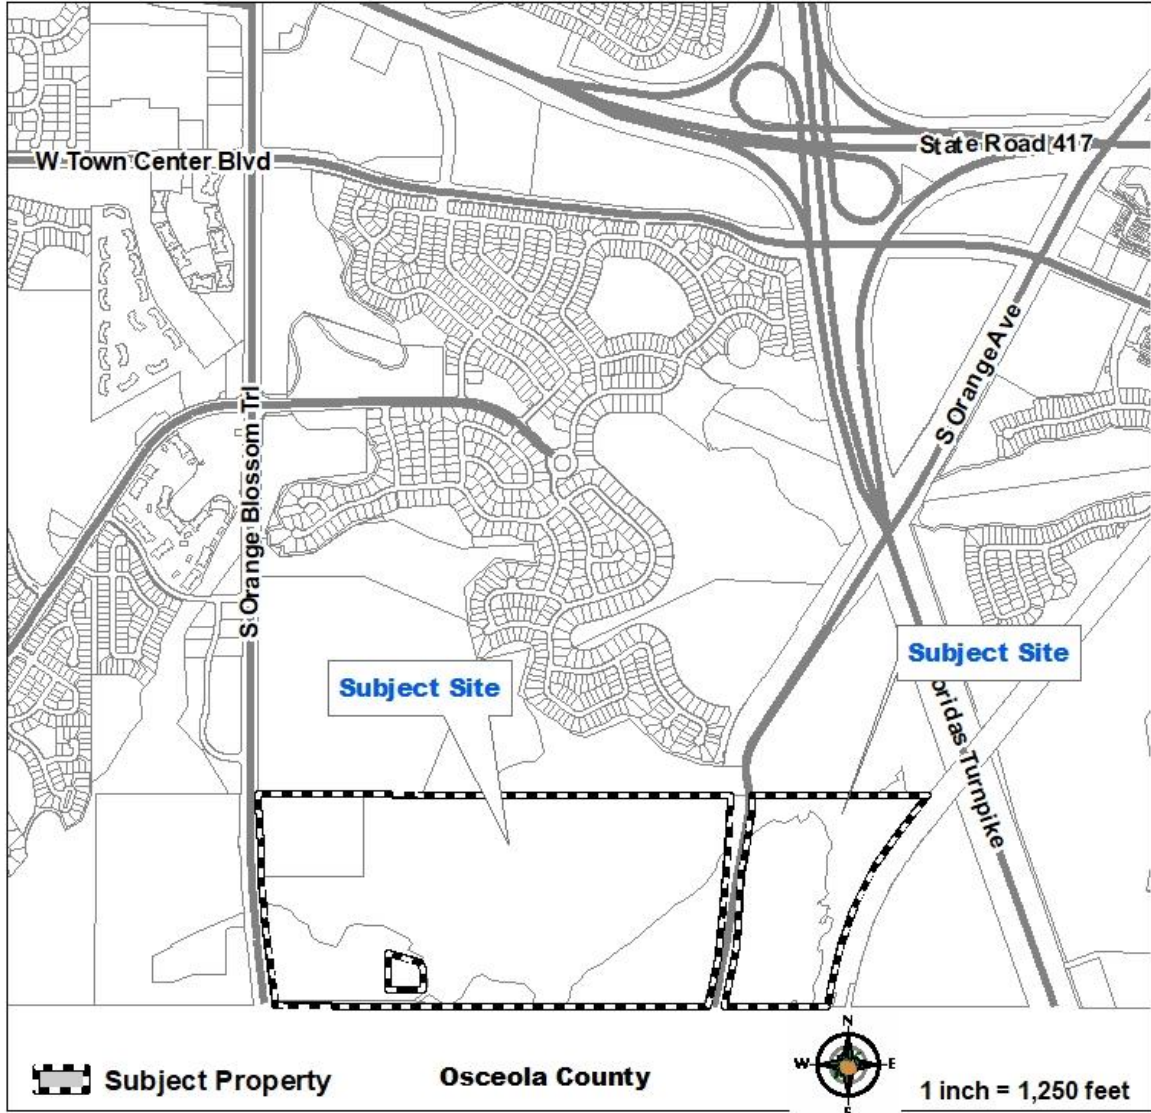 State Road 417
W Town Center Blvd
S Orange Ave
S Orange Blossom Trl
Subject Site
Subject Site
oridas Turnpike
N
W
E
Subject Property
Osceola County
1 inch = 1,250 feet